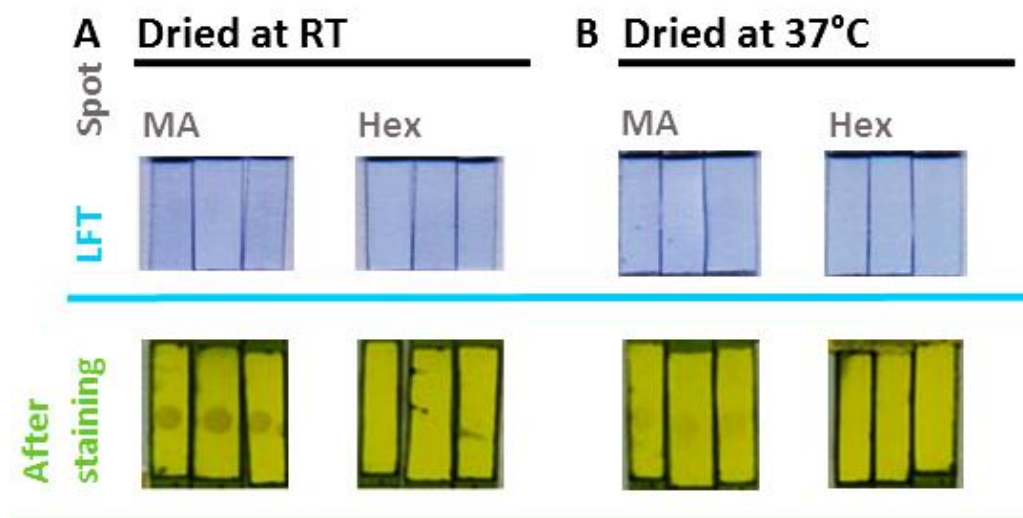 A Dried at RT
B Dried at 37°C
Spot
MA
Hex
MA
Hex
LFT
After
staining